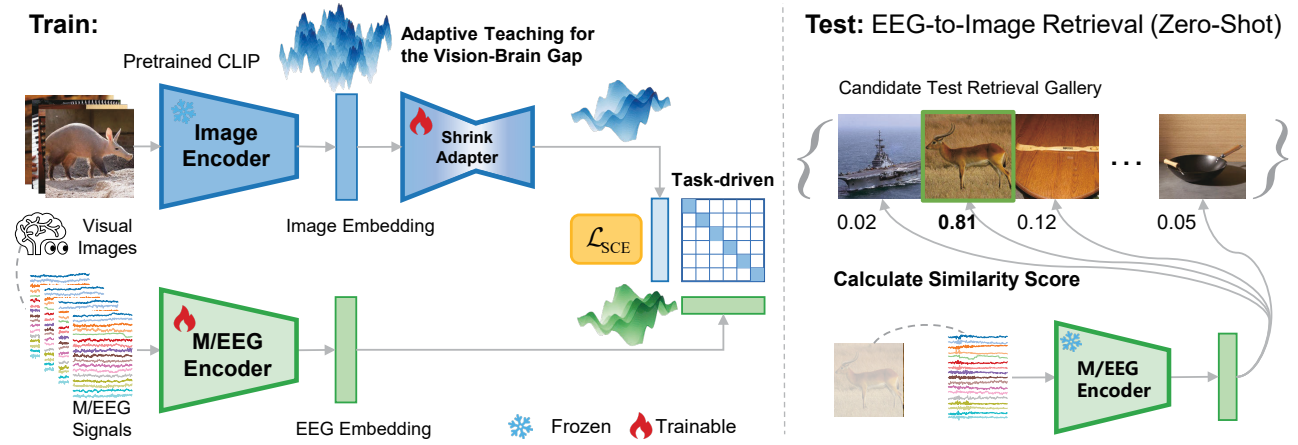 Train:
Adaptive Teaching for
the Vision-Brain Gap
Pretrained CLIP
Image
Encoder
Shrink
Adapter
Image Embedding
Task-driven
Visual
Images
ℒSCE
M/EEG
Encoder
M/EEG
Signals
EEG Embedding
Frozen
Trainable
Test: EEG-to-Image Retrieval (Zero-Shot)
Candidate Test Retrieval Gallery
{ ... }
0.02 0.81 0.12 0.05
Calculate Similarity Score
M/EEG
Encoder